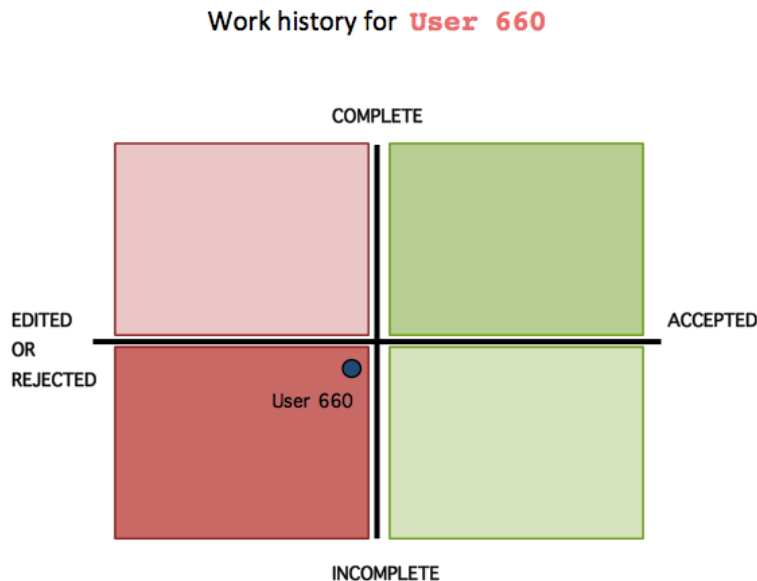 Work history for User 660
COMPLETE
EDITED
OR
REJECTED
ACCEPTED
User 660
INCOMPLETE